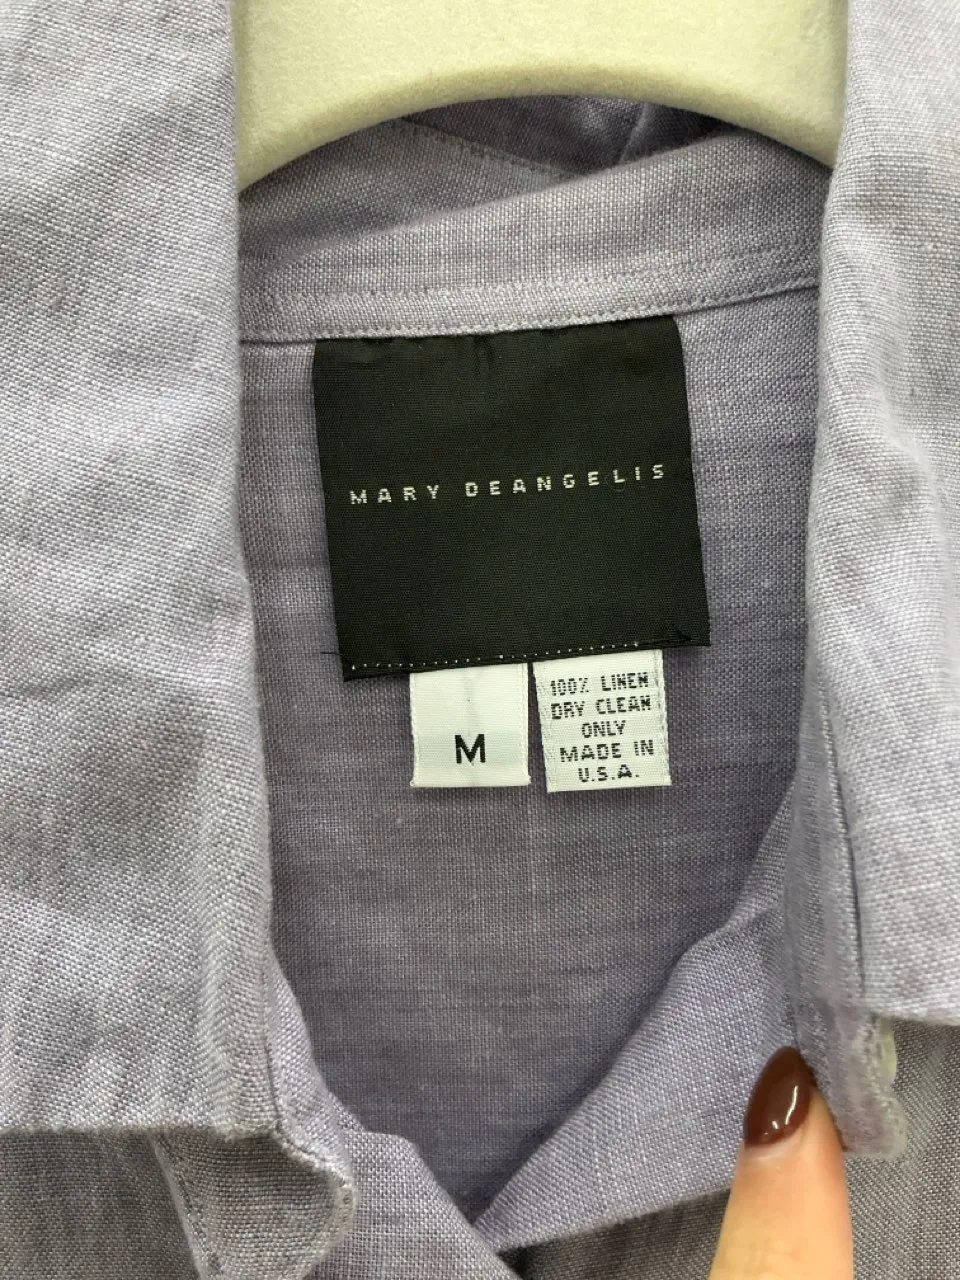 MARY DEANGELIS
M
100% LINEN
DRY CLEAN
ONLY
MADE IN
U.S.A.